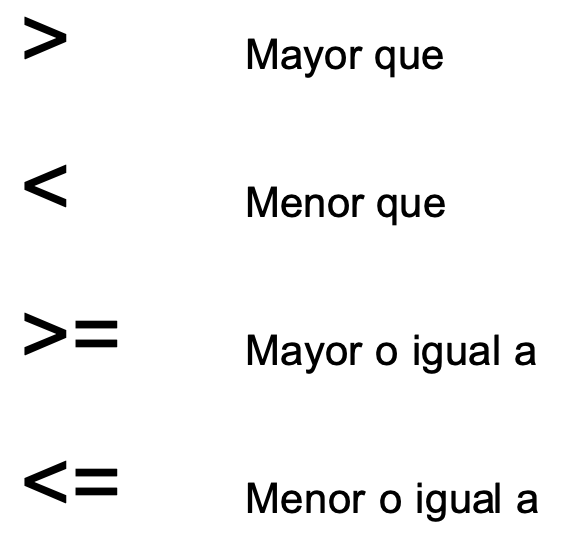 > Mayor que
< Menor que
>= Mayor o igual a
<= Menor o igual a